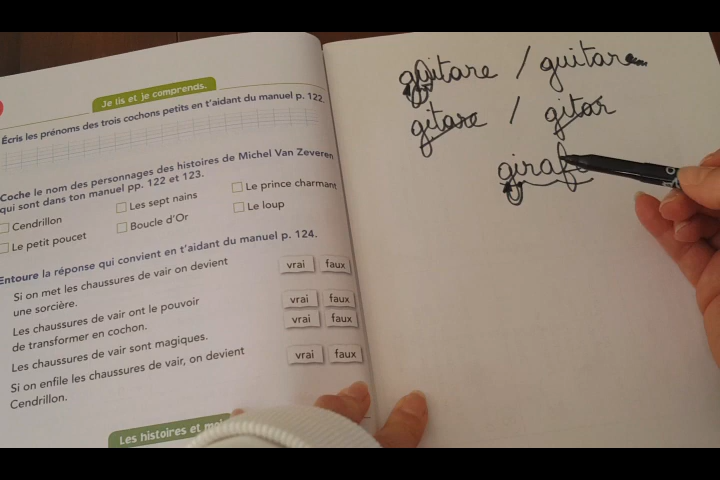 Je lis et je comprends.
Écris les prénoms des trois cochons petits en t'aidant du manuel p. 122.
Coche le nom des personnages des histoires de Michel Van Zeveren
qui sont dans ton manuel pp. 122 et 123.
Cendrillon
Les sept nains
Le prince charmant
Le petit poucet
Boucle d'Or
Le loup
Entoure la réponse qui convient en t'aidant du manuel p. 124.
Si on met les chaussures de vair on devient
une sorcière.
vrai faux
Les chaussures de vair ont le pouvoir
de transformer en cochon.
vrai faux
Les chaussures de vair sont magiques.
vrai faux
Si on enfile les chaussures de vair, on devient
Cendrillon.
vrai faux
Les histoires et
/ guitare
gitare / gitar
girafe